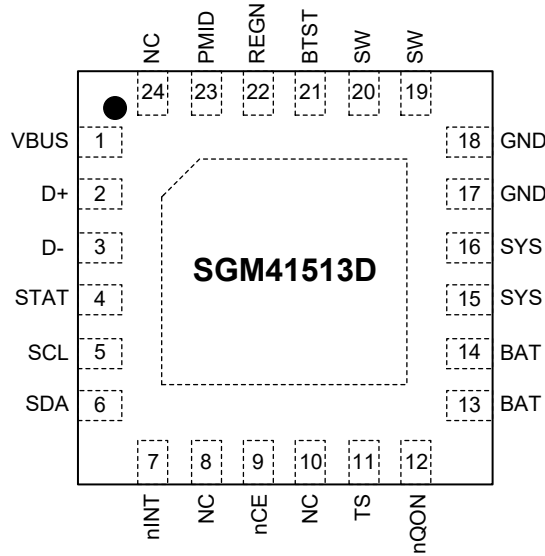 NC
PMID
REGN
BTST
SW
SW
24
23
22
21
20
19
VBUS 1
18 GND
D+ 2
17 GND
D- 3
16 SYS
SGM41513D
STAT 4
15 SYS
SCL 5
14 BAT
SDA 6
13 BAT
7
8
9
10
11
12
nINT
NC
nCE
NC
TS
nQON